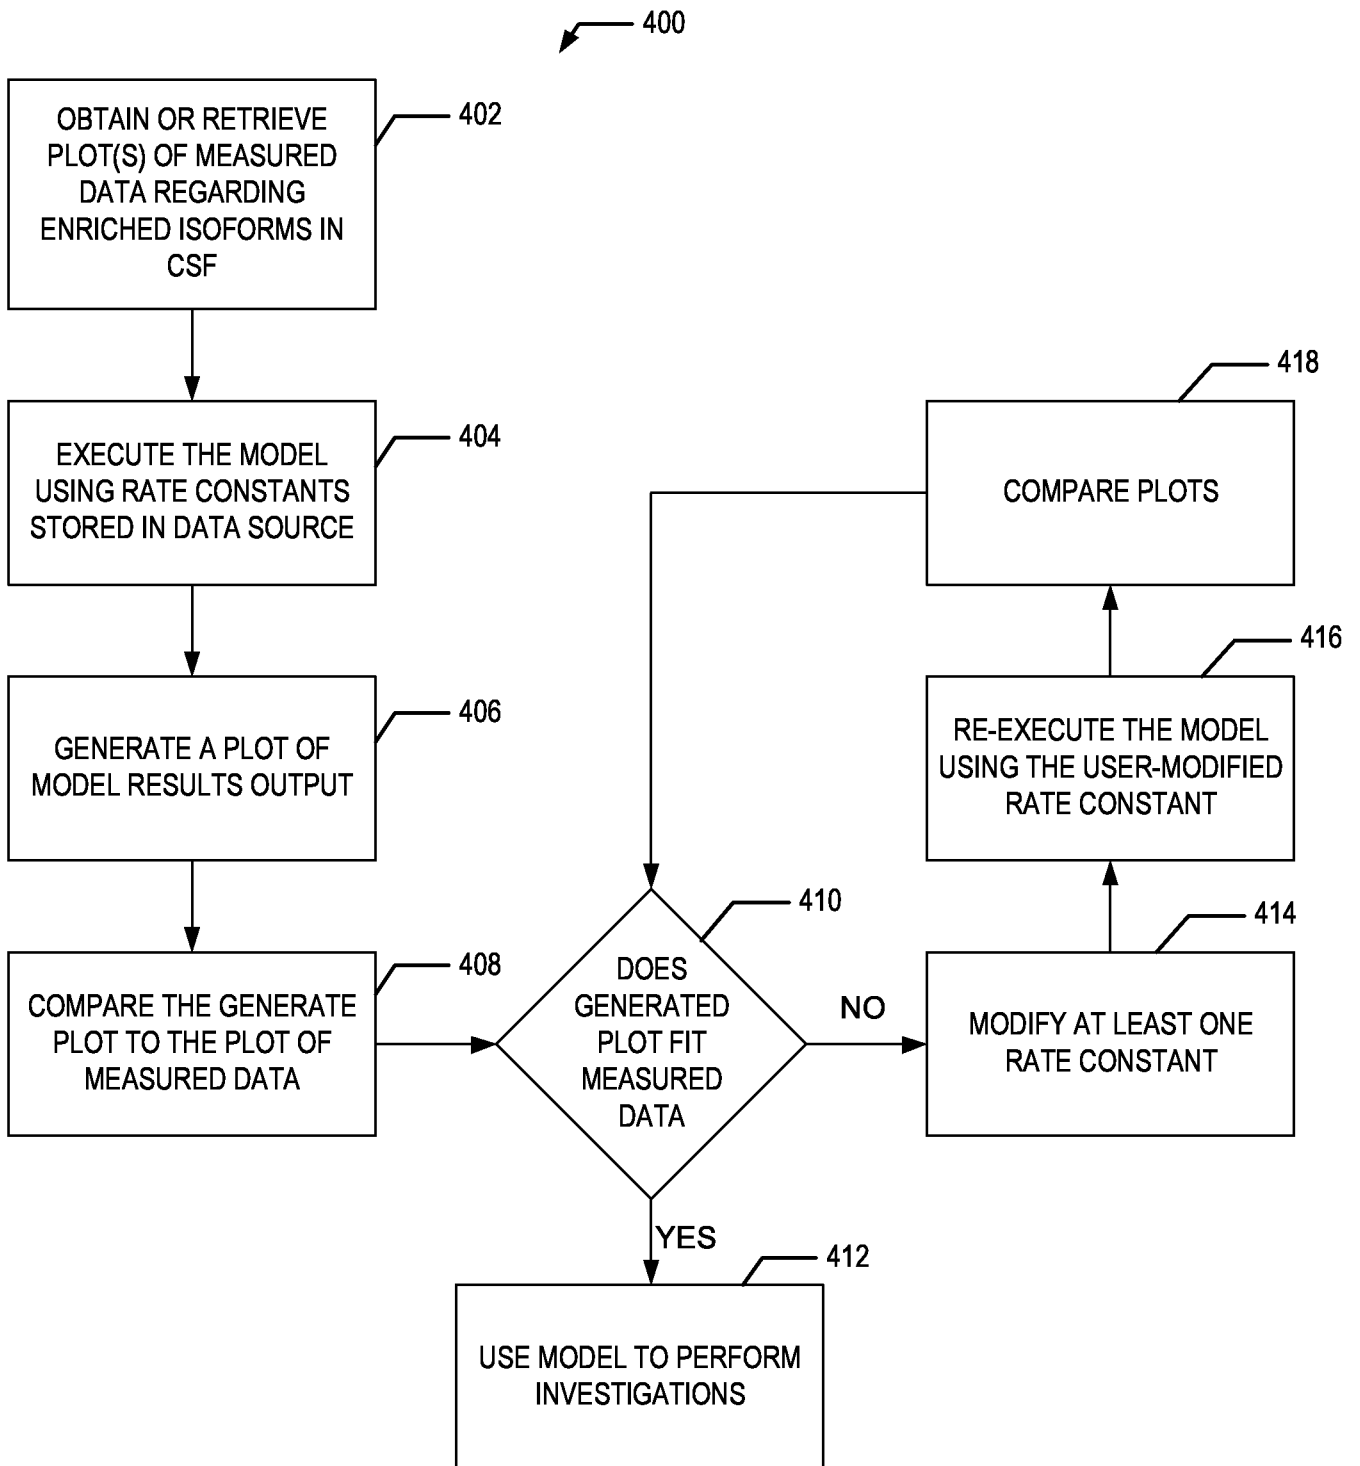 400
OBTAIN OR RETRIEVE
PLOT(S) OF MEASURED
DATA REGARDING
ENRICHED ISOFORMS IN
CSF
402
EXECUTE THE MODEL
USING RATE CONSTANTS
STORED IN DATA SOURCE
404
GENERATE A PLOT OF
MODEL RESULTS OUTPUT
406
COMPARE THE GENERATE
PLOT TO THE PLOT OF
MEASURED DATA
408
DOES
GENERATED
PLOT FIT
MEASURED
DATA
410
YES
USE MODEL TO PERFORM
INVESTIGATIONS
412
NO
MODIFY AT LEAST ONE
RATE CONSTANT
414
RE-EXECUTE THE MODEL
USING THE USER-MODIFIED
RATE CONSTANT
416
COMPARE PLOTS
418